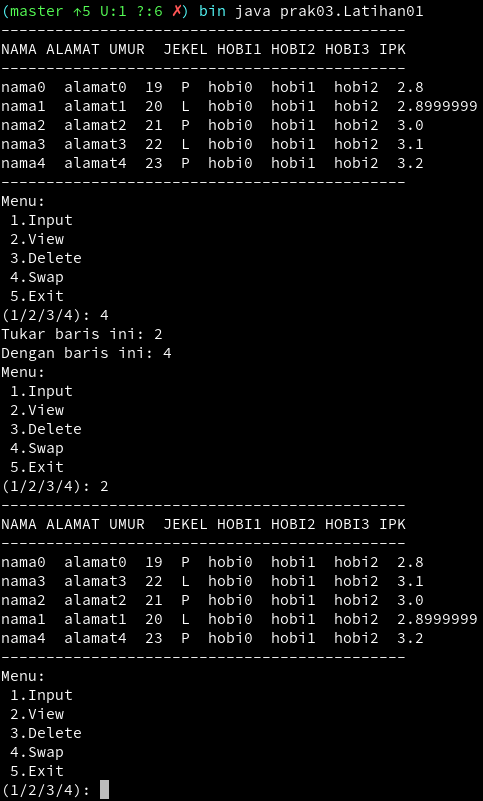 (master ↑5 U:1 ?:6 ✗) bin java prak03.Latihan01
---------------------------------------------
NAMA ALAMAT UMUR  JEKEL HOBI1 HOBI2 HOBI3 IPK
---------------------------------------------
nama0  alamat0  19  P  hobi0  hobi1  hobi2  2.8
nama1  alamat1  20  L  hobi0  hobi1  hobi2  2.8999999
nama2  alamat2  21  P  hobi0  hobi1  hobi2  3.0
nama3  alamat3  22  L  hobi0  hobi1  hobi2  3.1
nama4  alamat4  23  P  hobi0  hobi1  hobi2  3.2
---------------------------------------------
Menu:
 1.Input
 2.View
 3.Delete
 4.Swap
 5.Exit
(1/2/3/4): 4
Tukar baris ini: 2
Dengan baris ini: 4
Menu:
 1.Input
 2.View
 3.Delete
 4.Swap
 5.Exit
(1/2/3/4): 2
---------------------------------------------
NAMA ALAMAT UMUR  JEKEL HOBI1 HOBI2 HOBI3 IPK
---------------------------------------------
nama0  alamat0  19  P  hobi0  hobi1  hobi2  2.8
nama3  alamat3  22  L  hobi0  hobi1  hobi2  3.1
nama2  alamat2  21  P  hobi0  hobi1  hobi2  3.0
nama1  alamat1  20  L  hobi0  hobi1  hobi2  2.8999999
nama4  alamat4  23  P  hobi0  hobi1  hobi2  3.2
---------------------------------------------
Menu:
 1.Input
 2.View
 3.Delete
 4.Swap
 5.Exit
(1/2/3/4):